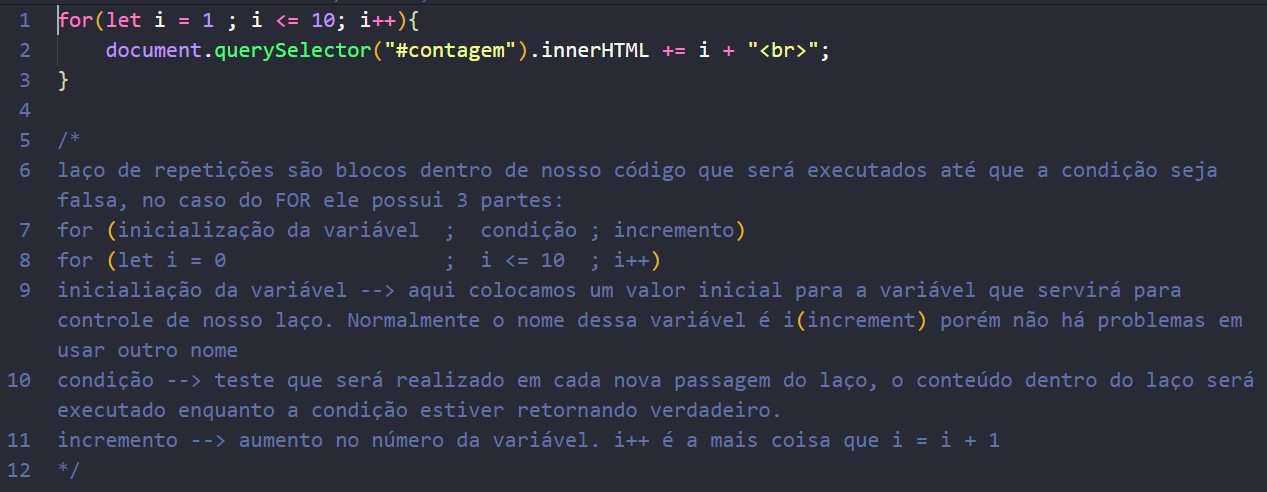 1 for(let i = 1 ; i <= 10; i++){
2     document.querySelector("#contagem").innerHTML += i + "<br>";
3 }
4
5 /*
6 laço de repetições são blocos dentro de nosso código que será executados até que a condição seja
falsa, no caso do FOR ele possui 3 partes:
7 for (inicialização da variável  ;  condição ; incremento)
8 for (let i = 0                  ;  i <= 10  ; i++)
9 inicialiação da variável --> aqui colocamos um valor inicial para a variável que servirá para
controle de nosso laço. Normalmente o nome dessa variável é i(increment) porém não há problemas em
usar outro nome
10 condição --> teste que será realizado em cada nova passagem do laço, o conteúdo dentro do laço será
executado enquanto a condição estiver retornando verdadeiro.
11 incremento --> aumento no número da variável. i++ é a mais coisa que i = i + 1
12 */